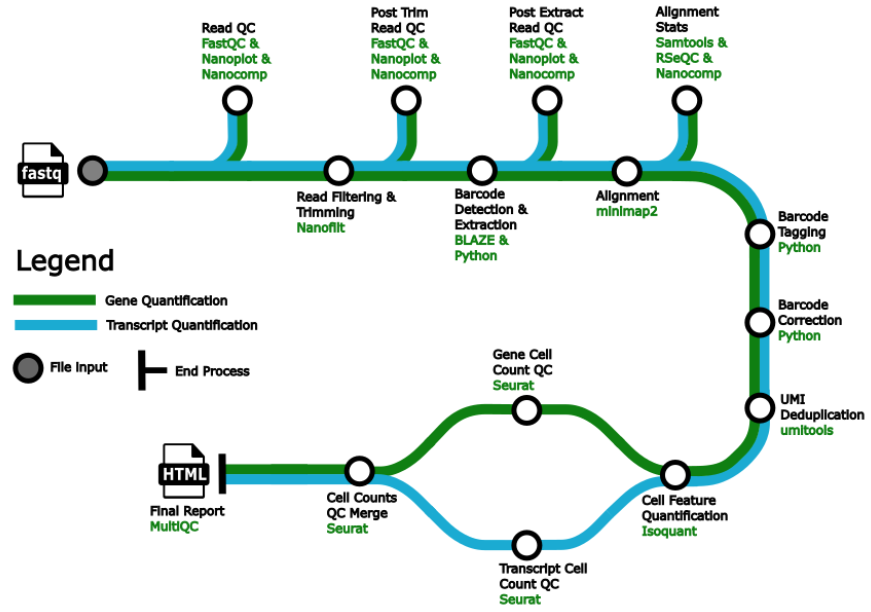 Read QC
FastQC &
Nanoplot &
Nanocomp
Post Trim
Read QC
FastQC &
Nanoplot &
Nanocomp
Post Extract
Read QC
FastQC &
Nanoplot &
Nanocomp
Alignment
Stats
Samtools &
RSeQC &
Nanocomp
fastq
Read Filtering &
Trimming
Nanofilt
Barcode
Detection &
Extraction
BLAZE &
Python
Alignment
minimap2
Barcode
Tagging
Python
Barcode
Correction
Python
UMI
Deduplication
umitools
Legend
Gene Quantification
Transcript Quantification
File Input
End Process
Gene Cell
Count QC
Seurat
HTML
Final Report
MultiQC
Cell Counts
QC Merge
Seurat
Transcript Cell
Count QC
Seurat
Cell Feature
Quantification
Isoquant